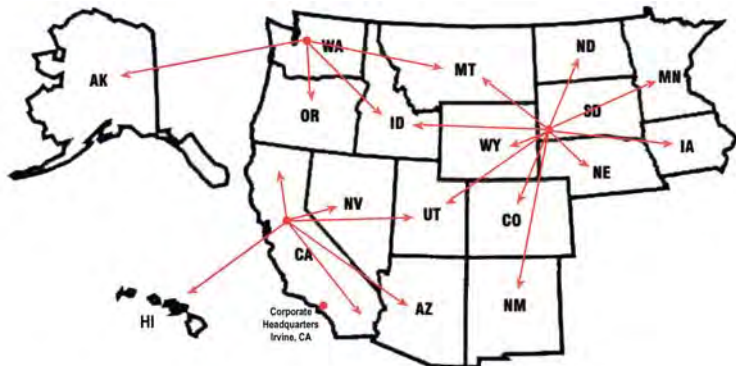 WA
ND
AK
MT
MN
OR
ID
SD
WY
IA
NE
NV
UT
CO
CA
AZ
NM
HI
Corporate
Headquarters
Irvine, CA